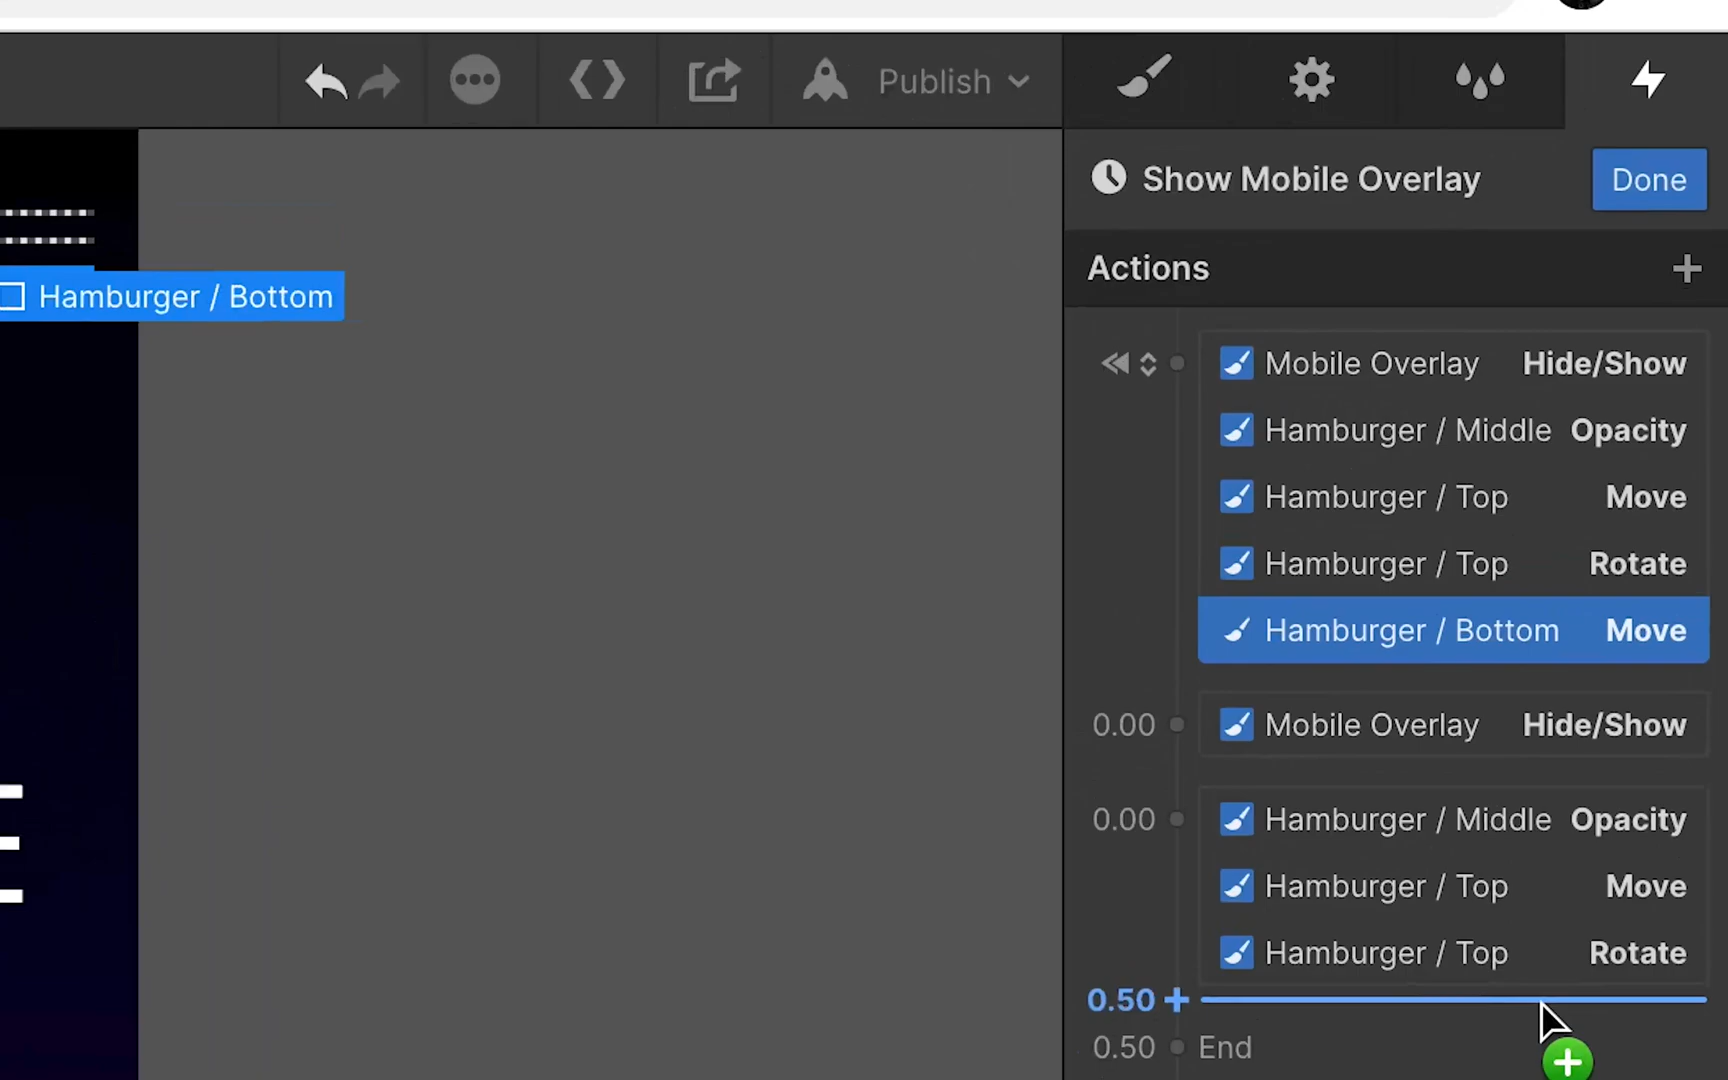 Publish
Show Mobile Overlay
Done
Actions
Hamburger / Bottom
Mobile Overlay Hide/Show
Hamburger / Middle Opacity
Hamburger / Top Move
Hamburger / Top Rotate
Hamburger / Bottom Move
0.00 Mobile Overlay Hide/Show
0.00 Hamburger / Middle Opacity
Hamburger / Top Move
Hamburger / Top Rotate
0.50
0.50 End